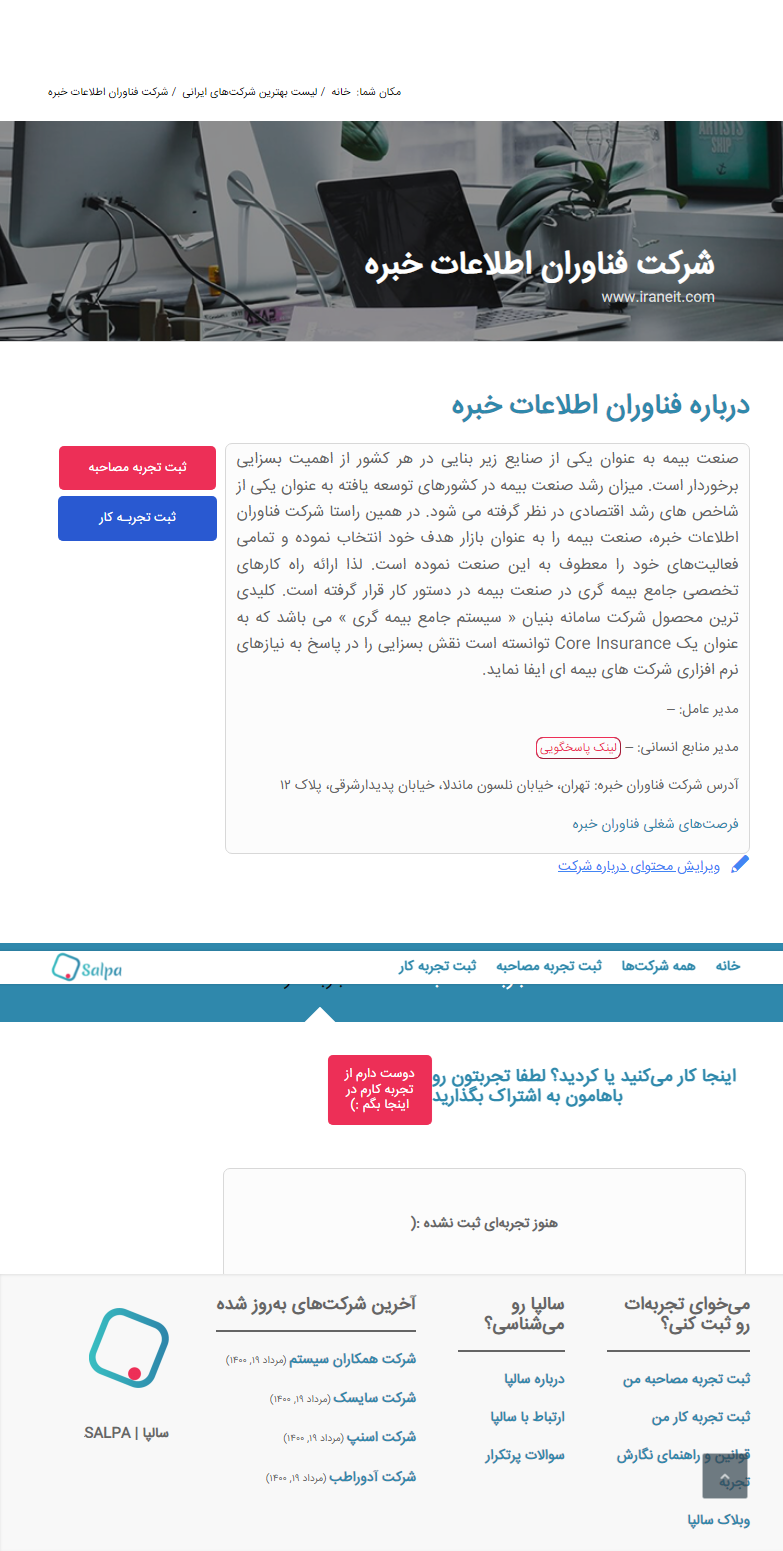 مکان شما: خانه / لیست بهترین شرکت‌های ایرانی / شرکت فناوران اطلاعات خبره
ARTISTS
SHIP
شرکت فناوران اطلاعات خبره
www.iraneit.com
درباره فناوران اطلاعات خبره
صنعت بیمه به عنوان یکی از صنایع زیر بنایی در هر کشور از اهمیت بسزایی
برخوردار است. میزان رشد صنعت بیمه در کشورهای توسعه یافته به عنوان یکی از
شاخص های رشد اقتصادی در نظر گرفته می شود. در همین راستا شرکت فناوران
اطلاعات خبره، صنعت بیمه را به عنوان بازار هدف خود انتخاب نموده و تمامی
فعالیت‌های خود را معطوف به این صنعت نموده است. لذا ارائه راه کارهای
تخصصی جامع بیمه گری در صنعت بیمه در دستور کار قرار گرفته است. کلیدی
ترین محصول شرکت سامانه بنیان « سیستم جامع بیمه گری » می باشد که به
عنوان یک Core Insurance توانسته است نقش بسزایی را در پاسخ به نیازهای
نرم افزاری شرکت های بیمه ای ایفا نماید.
مدیر عامل: –
مدیر منابع انسانی: – لینک پاسخگویی
آدرس شرکت فناوران خبره: تهران، خیابان نلسون ماندلا، خیابان پدیدارشرقی، پلاک ۱۲
فرصت‌های شغلی فناوران خبره
ویرایش محتوای درباره شرکت
ثبت تجربه مصاحبه
ثبت تجربـه کار
خانه
همه شرکت‌ها
ثبت تجربه مصاحبه
ثبت تجربه کار
Salpa
اینجا کار می‌کنید یا کردید؟ لطفا تجربتون رو
باهامون به اشتراک بگذارید
دوست دارم از
تجربه کارم در
اینجا بگم :)
هنوز تجربه‌ای ثبت نشده :(
می‌خوای تجربه‌ات
رو ثبت کنی؟
ثبت تجربه مصاحبه من
ثبت تجربه کار من
قوانین و راهنمای نگارش
تجربه
وبلاگ سالپا
سالپا رو
می‌شناسی؟
درباره سالپا
ارتباط با سالپا
سوالات پرتکرار
آخرین شرکت‌های به‌روز شده
شرکت همکاران سیستم (مرداد ۱۹, ۱۴۰۰)
شرکت سایسک (مرداد ۱۹, ۱۴۰۰)
شرکت اسنپ (مرداد ۱۹, ۱۴۰۰)
شرکت آدوراطب (مرداد ۱۹, ۱۴۰۰)
سالپا | SALPA